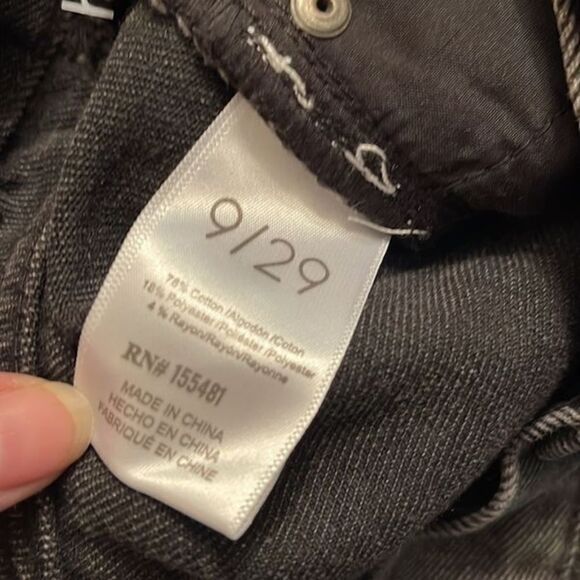 9/29
78% Cotton /Algodón /Coton
18% Polyester/Poliéster /Polyester
4 % Rayon/Rayon/Rayonne
RN# 155481
MADE IN CHINA
HECHO EN CHINA
FABRIQUÉ EN CHINE